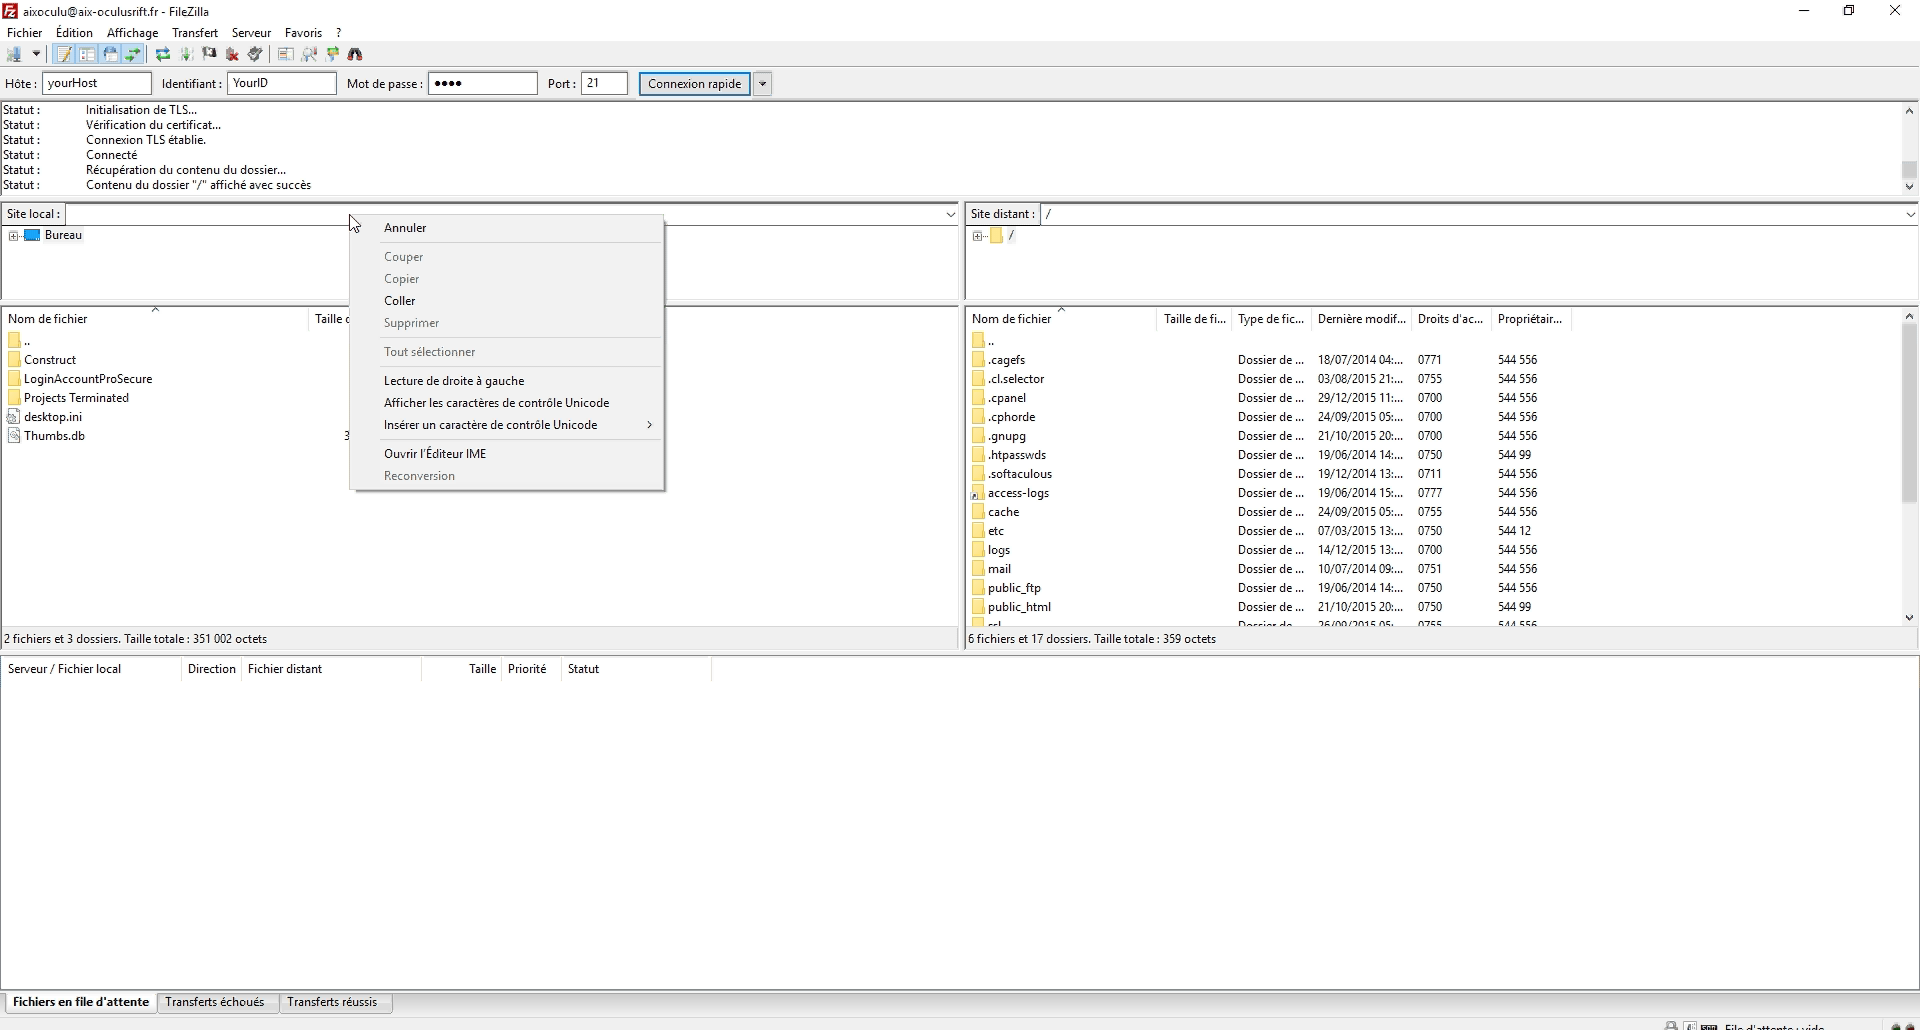 aixoculu@aix-oculusrift.fr - FileZilla
Fichier Édition Affichage Transfert Serveur Favoris ?
Hôte : yourHost Identifiant : YourID Mot de passe : ●●●● Port : 21 Connexion rapide
Statut : Initialisation de TLS...
Statut : Vérification du certificat...
Statut : Connexion TLS établie.
Statut : Connecté
Statut : Récupération du contenu du dossier...
Statut : Contenu du dossier "/" affiché avec succès
Site local :
Bureau
Annuler
Couper
Copier
Coller
Supprimer
Tout sélectionner
Lecture de droite à gauche
Afficher les caractères de contrôle Unicode
Insérer un caractère de contrôle Unicode
Ouvrir l'Éditeur IME
Reconversion
Nom de fichier Taille
..
Construct
LoginAccountProSecure
Projects Terminated
desktop.ini
Thumbs.db 3
2 fichiers et 3 dossiers. Taille totale : 351 002 octets
Site distant : /
/
Nom de fichier Taille de fi... Type de fic... Dernière modif... Droits d'ac... Propriétair...
..
.cagefs Dossier de ... 18/07/2014 04:... 0771 544 556
.cl.selector Dossier de ... 03/08/2015 21:... 0755 544 556
.cpanel Dossier de ... 29/12/2015 11:... 0700 544 556
.cphorde Dossier de ... 24/09/2015 05:... 0700 544 556
.gnupg Dossier de ... 21/10/2015 20:... 0700 544 556
.htpasswds Dossier de ... 19/06/2014 14:... 0750 544 99
.softaculous Dossier de ... 19/12/2014 13:... 0711 544 556
access-logs Dossier de ... 19/06/2014 15:... 0777 544 556
cache Dossier de ... 24/09/2015 05:... 0755 544 556
etc Dossier de ... 07/03/2015 13:... 0750 544 12
logs Dossier de ... 14/12/2015 13:... 0700 544 556
mail Dossier de ... 10/07/2014 09:... 0751 544 556
public_ftp Dossier de ... 19/06/2014 14:... 0750 544 556
public_html Dossier de ... 21/10/2015 20:... 0750 544 99
ssl Dossier de ... 26/09/2015 05:... 0755 544 556
6 fichiers et 17 dossiers. Taille totale : 359 octets
Serveur / Fichier local Direction Fichier distant Taille Priorité Statut
Fichiers en file d'attente Transferts échoués Transferts réussis
File d'attente : vide